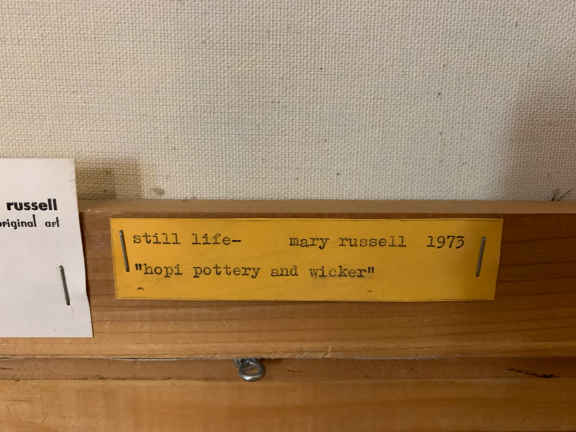 russell
original art
still life- mary russell 1973
"hopi pottery and wicker"